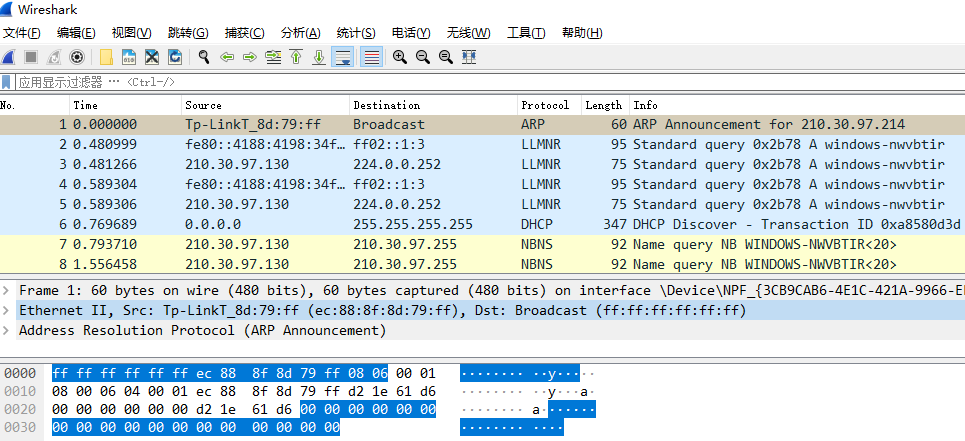 Wireshark
文件(F) 编辑(E) 视图(V) 跳转(G) 捕获(C) 分析(A) 统计(S) 电话(Y) 无线(W) 工具(T) 帮助(H)
应用显示过滤器 … <Ctrl-/>
No. Time Source Destination Protocol Length Info
1 0.000000 Tp-LinkT_8d:79:ff Broadcast ARP 60 ARP Announcement for 210.30.97.214
2 0.480999 fe80::4188:4198:34f… ff02::1:3 LLMNR 95 Standard query 0x2b78 A windows-nwvbtir
3 0.481266 210.30.97.130 224.0.0.252 LLMNR 75 Standard query 0x2b78 A windows-nwvbtir
4 0.589304 fe80::4188:4198:34f… ff02::1:3 LLMNR 95 Standard query 0x2b78 A windows-nwvbtir
5 0.589306 210.30.97.130 224.0.0.252 LLMNR 75 Standard query 0x2b78 A windows-nwvbtir
6 0.769689 0.0.0.0 255.255.255.255 DHCP 347 DHCP Discover - Transaction ID 0xa8580d3d
7 0.793710 210.30.97.130 210.30.97.255 NBNS 92 Name query NB WINDOWS-NWVBTIR<20>
8 1.556458 210.30.97.130 210.30.97.255 NBNS 92 Name query NB WINDOWS-NWVBTIR<20>
Frame 1: 60 bytes on wire (480 bits), 60 bytes captured (480 bits) on interface \Device\NPF_{3CB9CAB6-4E1C-421A-9966-E
Ethernet II, Src: Tp-LinkT_8d:79:ff (ec:88:8f:8d:79:ff), Dst: Broadcast (ff:ff:ff:ff:ff:ff)
Address Resolution Protocol (ARP Announcement)
0000 ff ff ff ff ff ff ec 88 8f 8d 79 ff 08 06 00 01 ········ ··y·····
0010 08 00 06 04 00 01 ec 88 8f 8d 79 ff d2 1e 61 d6 ········ ··y···a·
0020 00 00 00 00 00 00 d2 1e 61 d6 00 00 00 00 00 00 ········ a·······
0030 00 00 00 00 00 00 00 00 00 00 00 00 ········ ····